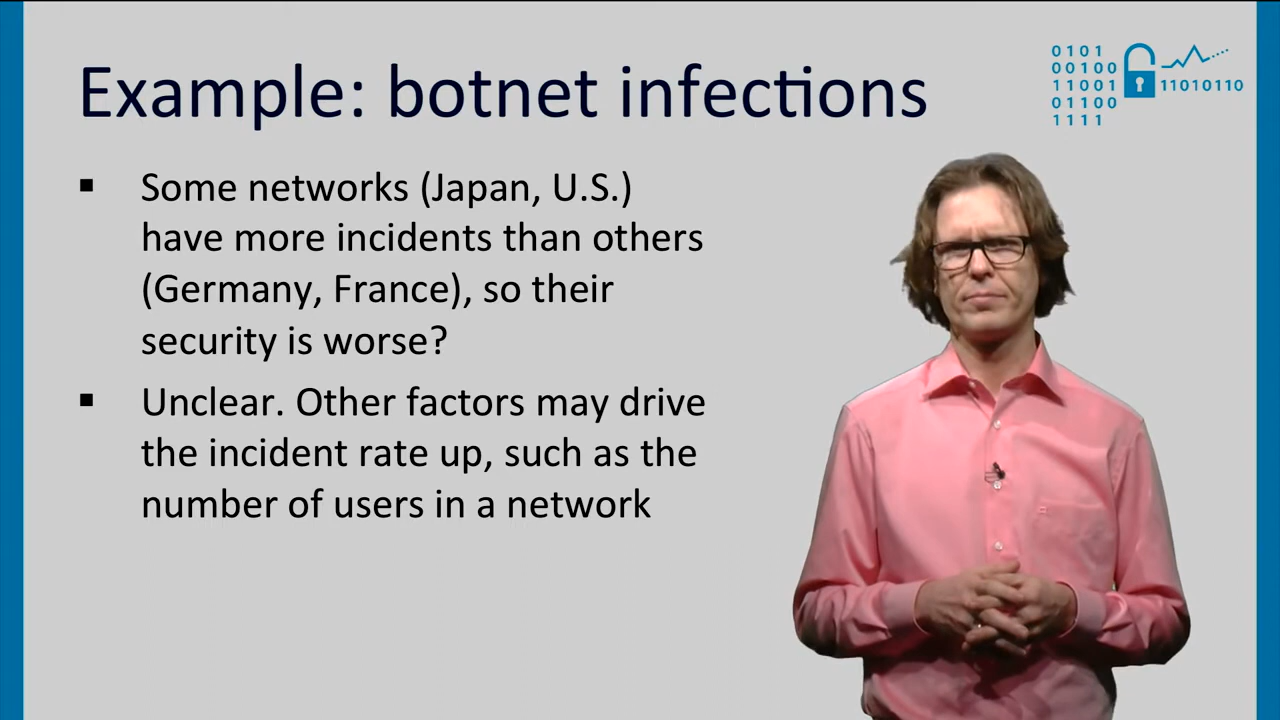 Example: botnet infections
0101
00100
11001
01100
1111
11010110
▪ Some networks (Japan, U.S.)
have more incidents than others
(Germany, France), so their
security is worse?
▪ Unclear. Other factors may drive
the incident rate up, such as the
number of users in a network